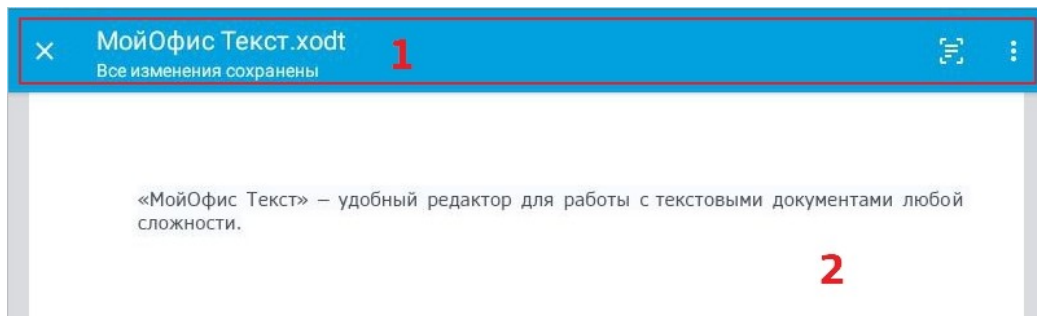 МойОфис Текст.xodt
Все изменения сохранены
1
«МойОфис Текст» – удобный редактор для работы с текстовыми документами любой
сложности.
2